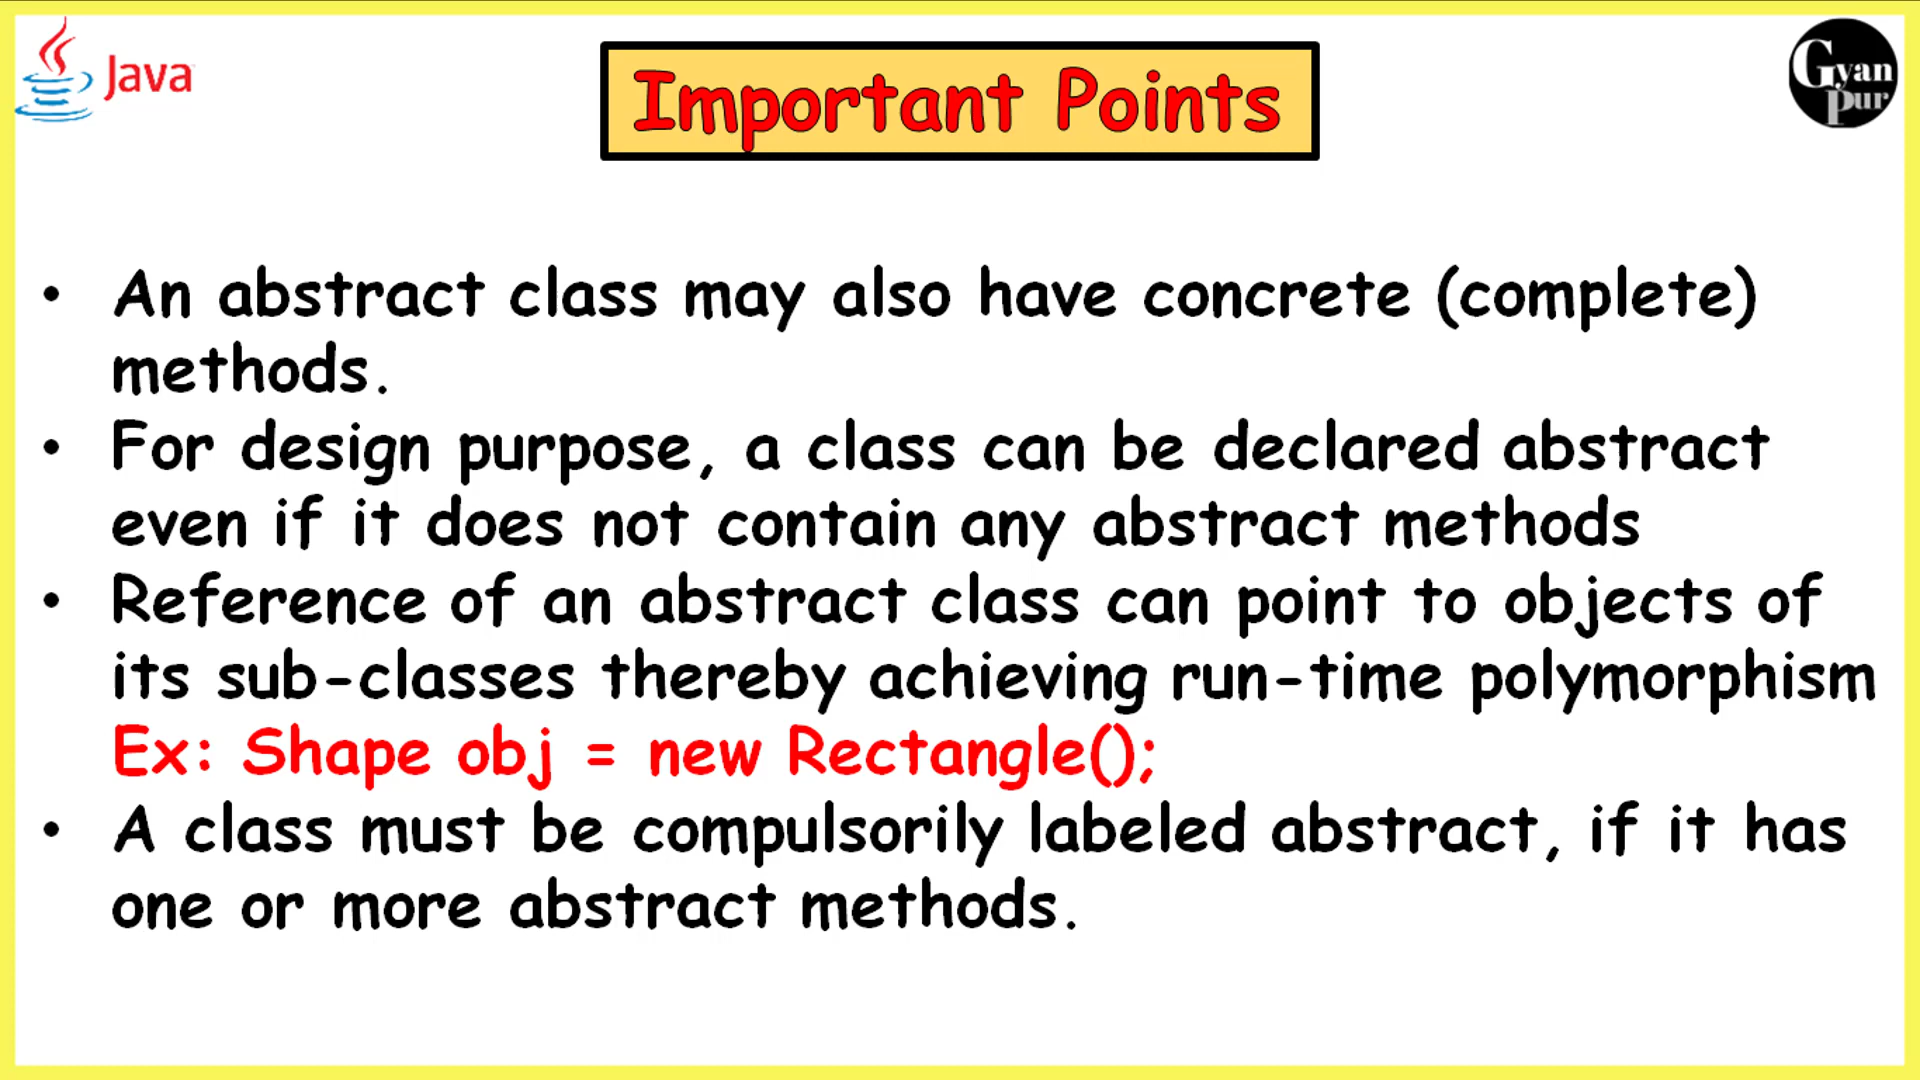 Java
Important Points
Gyan
Pur
• An abstract class may also have concrete (complete)
methods.
• For design purpose, a class can be declared abstract
even if it does not contain any abstract methods
• Reference of an abstract class can point to objects of
its sub-classes thereby achieving run-time polymorphism
Ex: Shape obj = new Rectangle();
• A class must be compulsorily labeled abstract, if it has
one or more abstract methods.